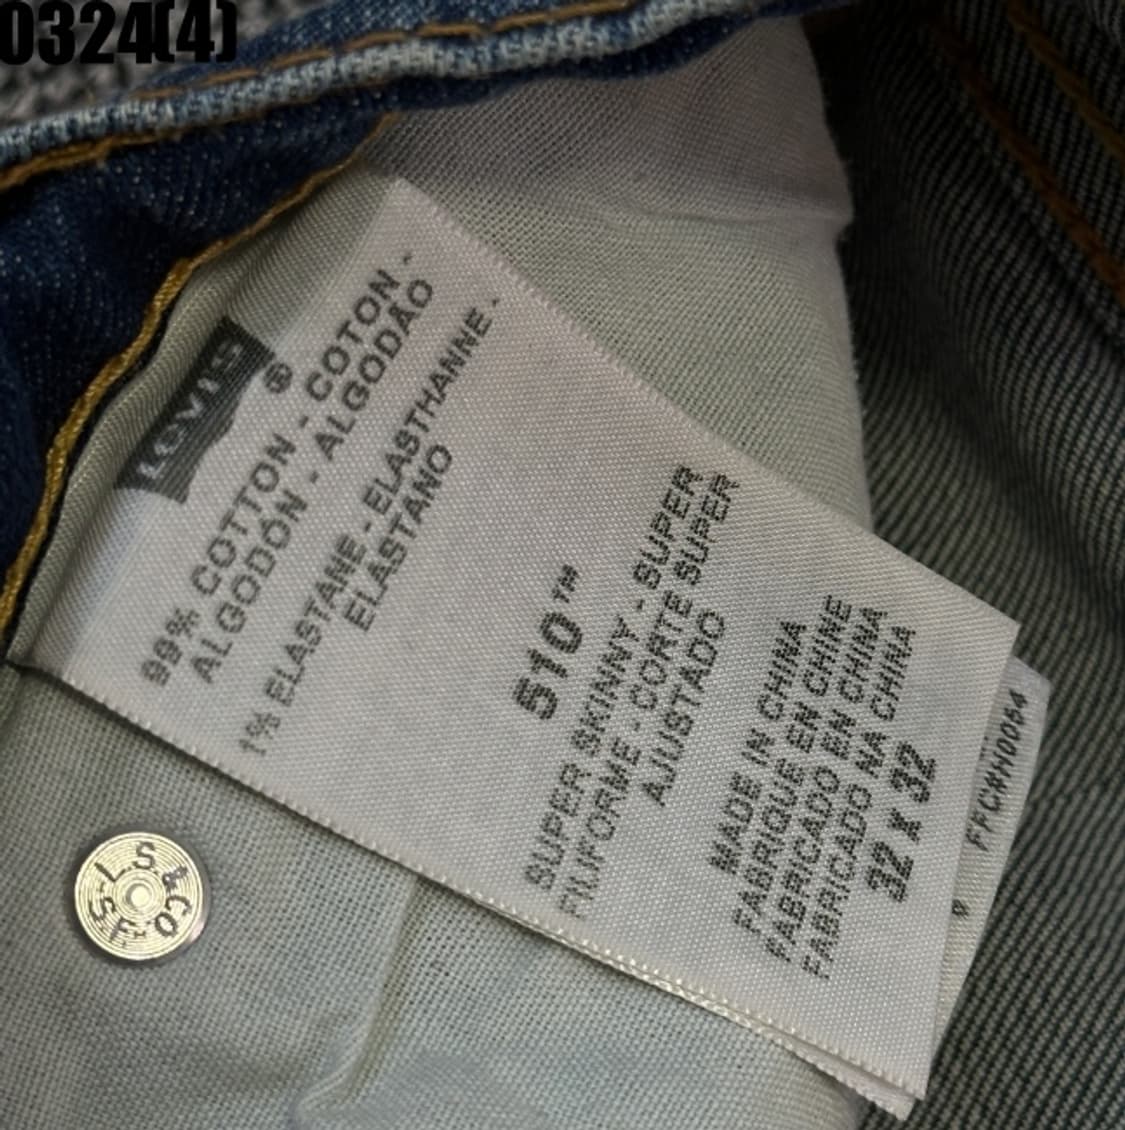 0324(4)
Levi's
®
99% COTTON - COTON -
ALGODÓN - ALGODÃO
1% ELASTANE - ELASTHANNE -
ELASTANO
510™
SUPER SKINNY - SUPER
FILIFORME - CORTE SUPER
AJUSTADO
MADE IN CHINA
FABRIQUE EN CHINE
FABRICADO EN CHINA
FABRICADO NA CHINA
32 x 32
LS&CO-SF-